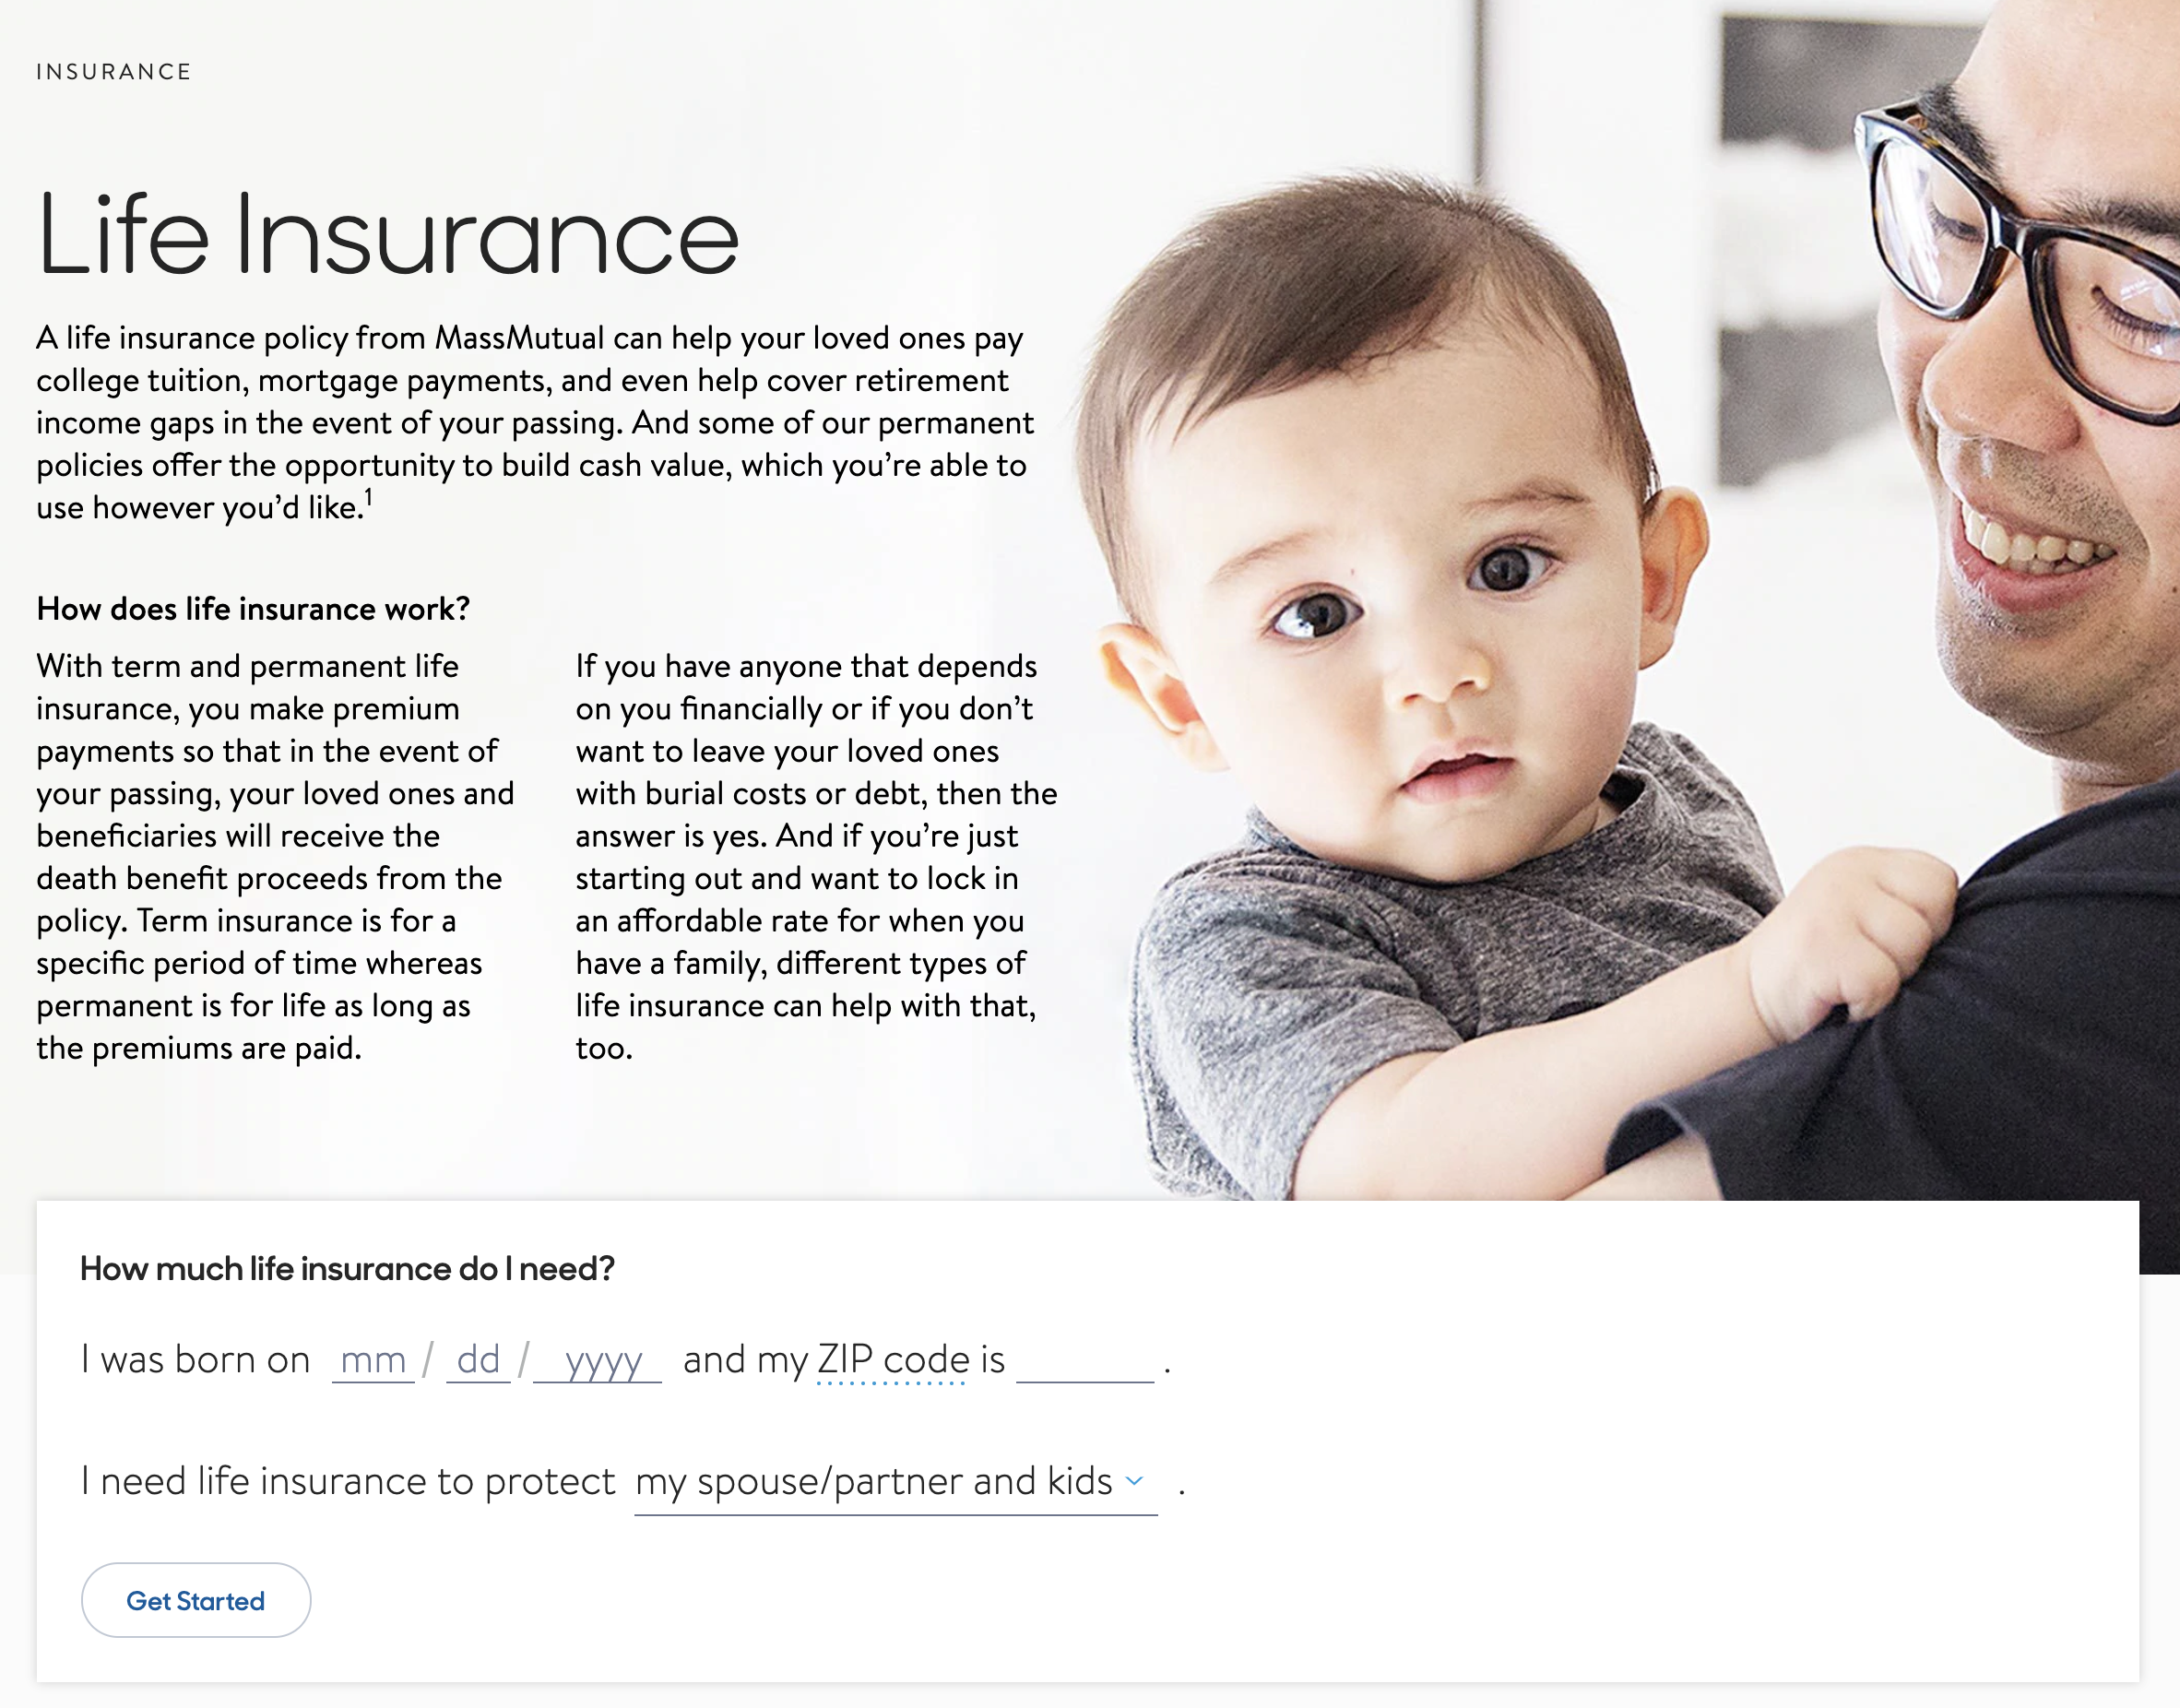 INSURANCE
Life Insurance
A life insurance policy from MassMutual can help your loved ones pay
college tuition, mortgage payments, and even help cover retirement
income gaps in the event of your passing. And some of our permanent
policies offer the opportunity to build cash value, which you’re able to
use however you’d like.1
How does life insurance work?
With term and permanent life
insurance, you make premium
payments so that in the event of
your passing, your loved ones and
beneficiaries will receive the
death benefit proceeds from the
policy. Term insurance is for a
specific period of time whereas
permanent is for life as long as
the premiums are paid.
If you have anyone that depends
on you financially or if you don’t
want to leave your loved ones
with burial costs or debt, then the
answer is yes. And if you’re just
starting out and want to lock in
an affordable rate for when you
have a family, different types of
life insurance can help with that,
too.
How much life insurance do I need?
I was born on mm / dd / yyyy and my ZIP code is .
I need life insurance to protect my spouse/partner and kids .
Get Started